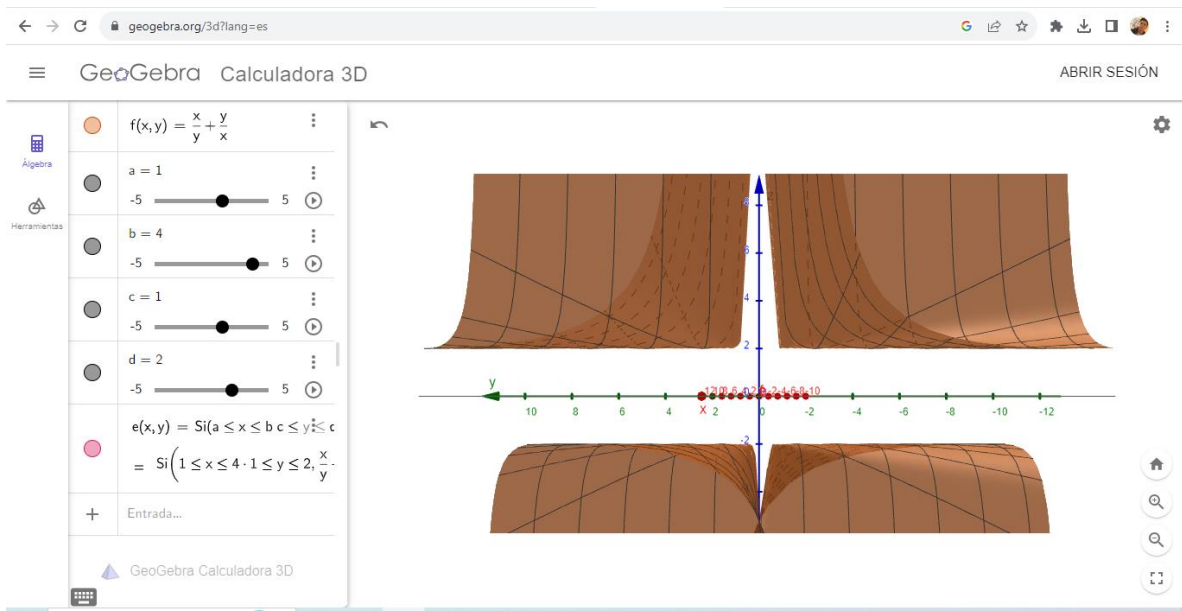 geogebra.org/3d?lang=es
GeoGebra Calculadora 3D
ABRIR SESIÓN
Álgebra
Herramientas
f(x, y) = x/y + y/x
a = 1
-5 5
b = 4
-5 5
c = 1
-5 5
d = 2
-5 5
e(x, y) = Si(a ≤ x ≤ b c ≤ y ≤
= Si(1 ≤ x ≤ 4 · 1 ≤ y ≤ 2, x/y
+ Entrada...
GeoGebra Calculadora 3D
8
6
4
2
0
y
10 8 6 4 2 0 -2 -4 -6 -8 -10 -12
x
-2